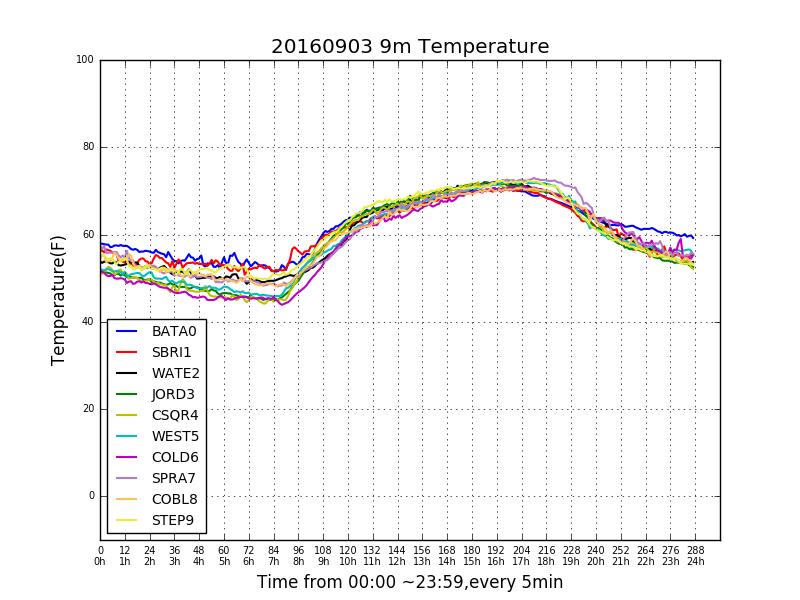 20160903 9m Temperature
100
80
60
40
20
0
Temperature(F)
BATA0
SBRI1
WATE2
JORD3
CSQR4
WEST5
COLD6
SPRA7
COBL8
STEP9
0 12 24 36 48 60 72 84 96 108 120 132 144 156 168 180 192 204 216 228 240 252 264 276 288
0h 1h 2h 3h 4h 5h 6h 7h 8h 9h 10h 11h 12h 13h 14h 15h 16h 17h 18h 19h 20h 21h 22h 23h 24h
Time from 00:00 ~23:59,every 5min